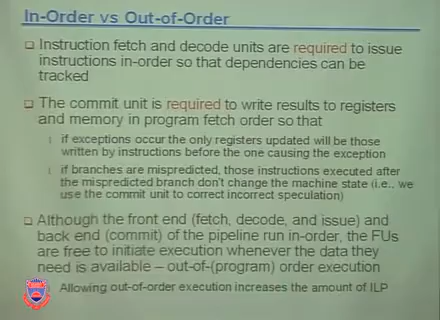 In-Order vs Out-of-Order
Instruction fetch and decode units are required to issue
instructions in-order so that dependencies can be
tracked
The commit unit is required to write results to registers
and memory in program fetch order so that
if exceptions occur the only registers updated will be those
written by instructions before the one causing the exception
if branches are mispredicted, those instructions executed after
the mispredicted branch don't change the machine state (i.e., we
use the commit unit to correct incorrect speculation)
Although the front end (fetch, decode, and issue) and
back end (commit) of the pipeline run in-order, the FUs
are free to initiate execution whenever the data they
need is available – out-of-(program) order execution
Allowing out-of-order execution increases the amount of ILP